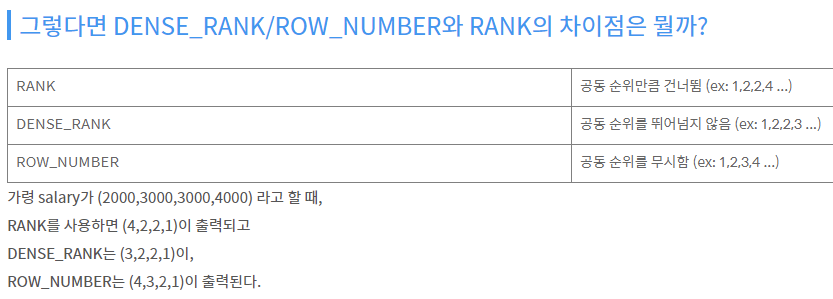 그렇다면 DENSE_RANK/ROW_NUMBER와 RANK의 차이점은 뭘까?
RANK 공동 순위만큼 건너뜀 (ex: 1,2,2,4 ...)
DENSE_RANK 공동 순위를 뛰어넘지 않음 (ex: 1,2,2,3 ...)
ROW_NUMBER 공동 순위를 무시함 (ex: 1,2,3,4 ...)
가령 salary가 (2000,3000,3000,4000) 라고 할 때,
RANK를 사용하면 (4,2,2,1)이 출력되고
DENSE_RANK는 (3,2,2,1)이,
ROW_NUMBER는 (4,3,2,1)이 출력된다.